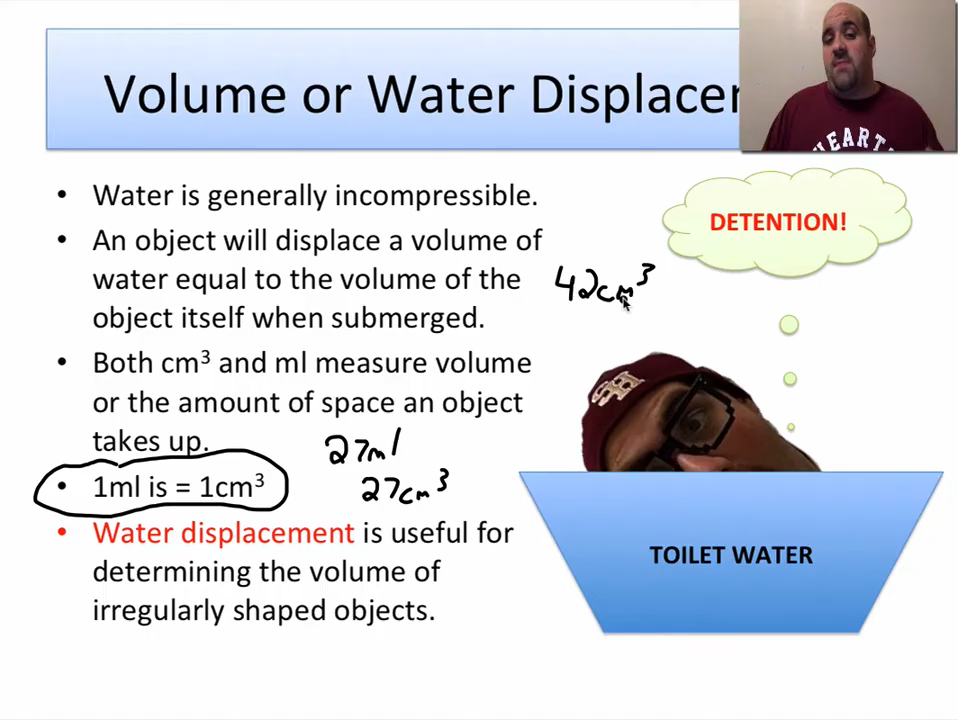 Volume or Water Displacem
• Water is generally incompressible.
• An object will displace a volume of
water equal to the volume of the
object itself when submerged.
• Both cm³ and ml measure volume
or the amount of space an object
takes up.
• 1ml is = 1cm³
• Water displacement is useful for
determining the volume of
irregularly shaped objects.
27ml
27cm³
42cm³
HEART
DETENTION!
SH
TOILET WATER